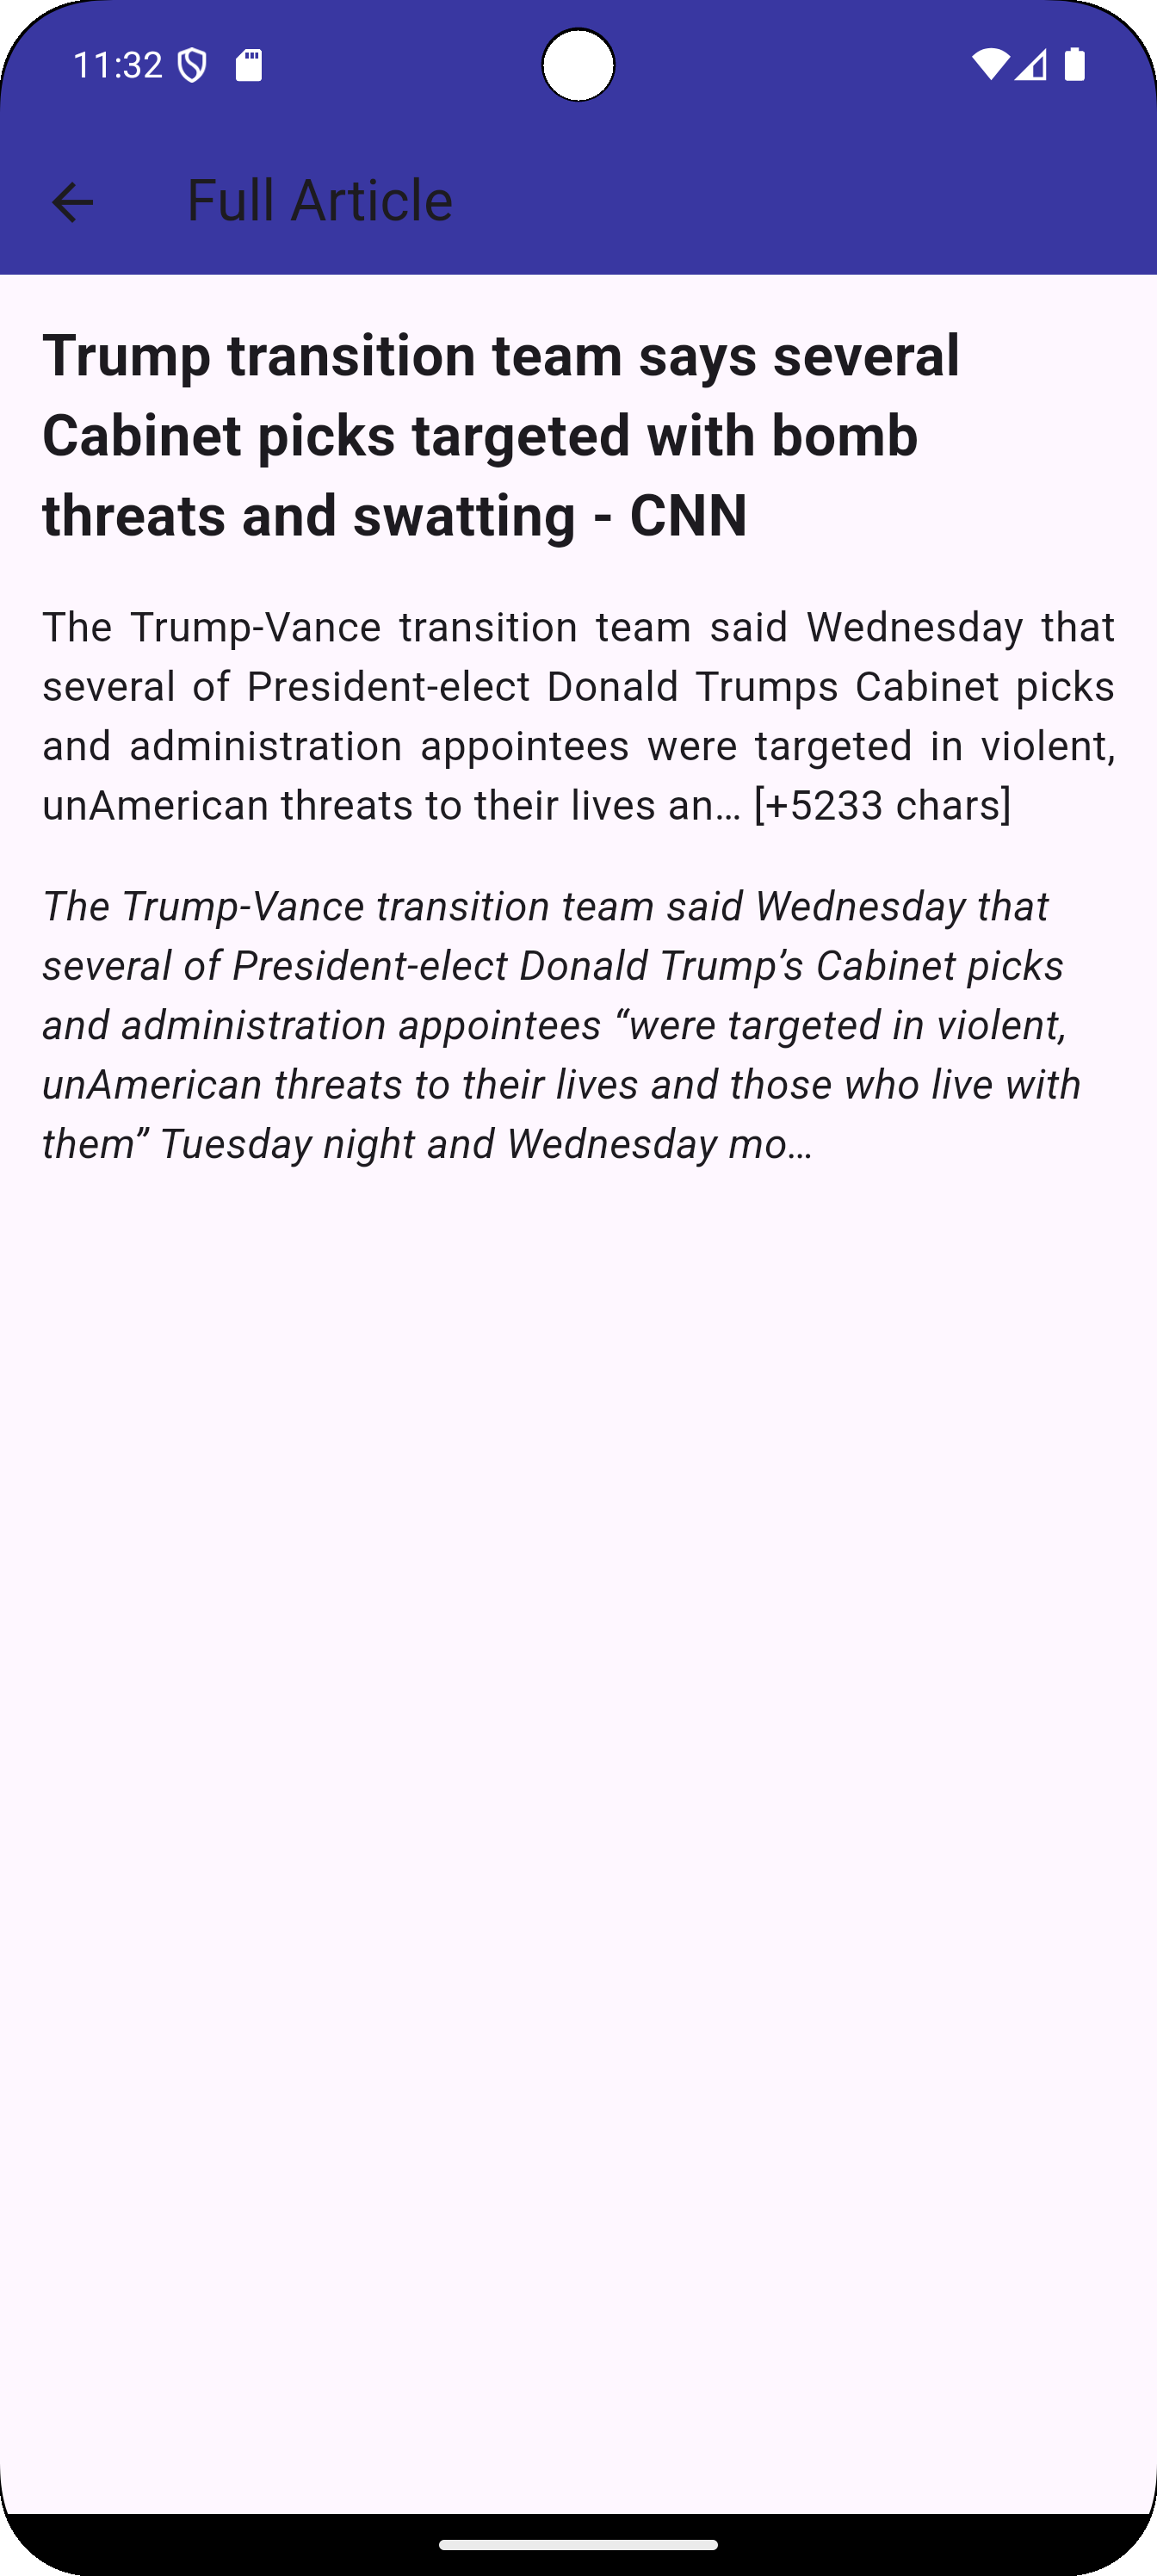 11:32
Full Article
Trump transition team says several
Cabinet picks targeted with bomb
threats and swatting - CNN
The Trump-Vance transition team said Wednesday that
several of President-elect Donald Trumps Cabinet picks
and administration appointees were targeted in violent,
unAmerican threats to their lives an… [+5233 chars]
The Trump-Vance transition team said Wednesday that
several of President-elect Donald Trump’s Cabinet picks
and administration appointees “were targeted in violent,
unAmerican threats to their lives and those who live with
them” Tuesday night and Wednesday mo…